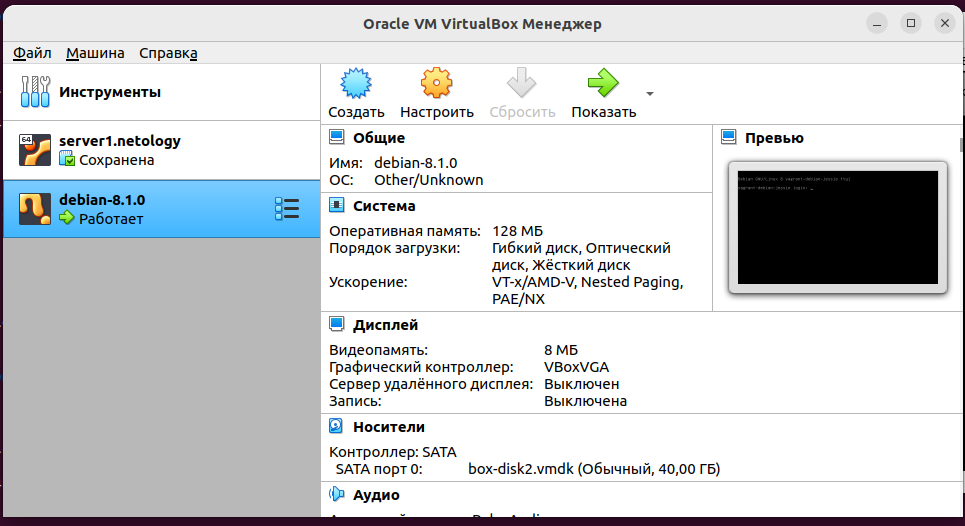 Oracle VM VirtualBox Менеджер
Файл Машина Справка
Инструменты
64
server1.netology
Сохранена
debian-8.1.0
Работает
Создать Настроить Сбросить Показать
Общие
Имя: debian-8.1.0
ОС: Other/Unknown
Превью
Система
Оперативная память: 128 МБ
Порядок загрузки: Гибкий диск, Оптический
диск, Жёсткий диск
Ускорение: VT-x/AMD-V, Nested Paging,
PAE/NX
Дисплей
Видеопамять: 8 МБ
Графический контроллер: VBoxVGA
Сервер удалённого дисплея: Выключен
Запись: Выключена
Носители
Контроллер: SATA
SATA порт 0: box-disk2.vmdk (Обычный, 40,00 ГБ)
Аудио